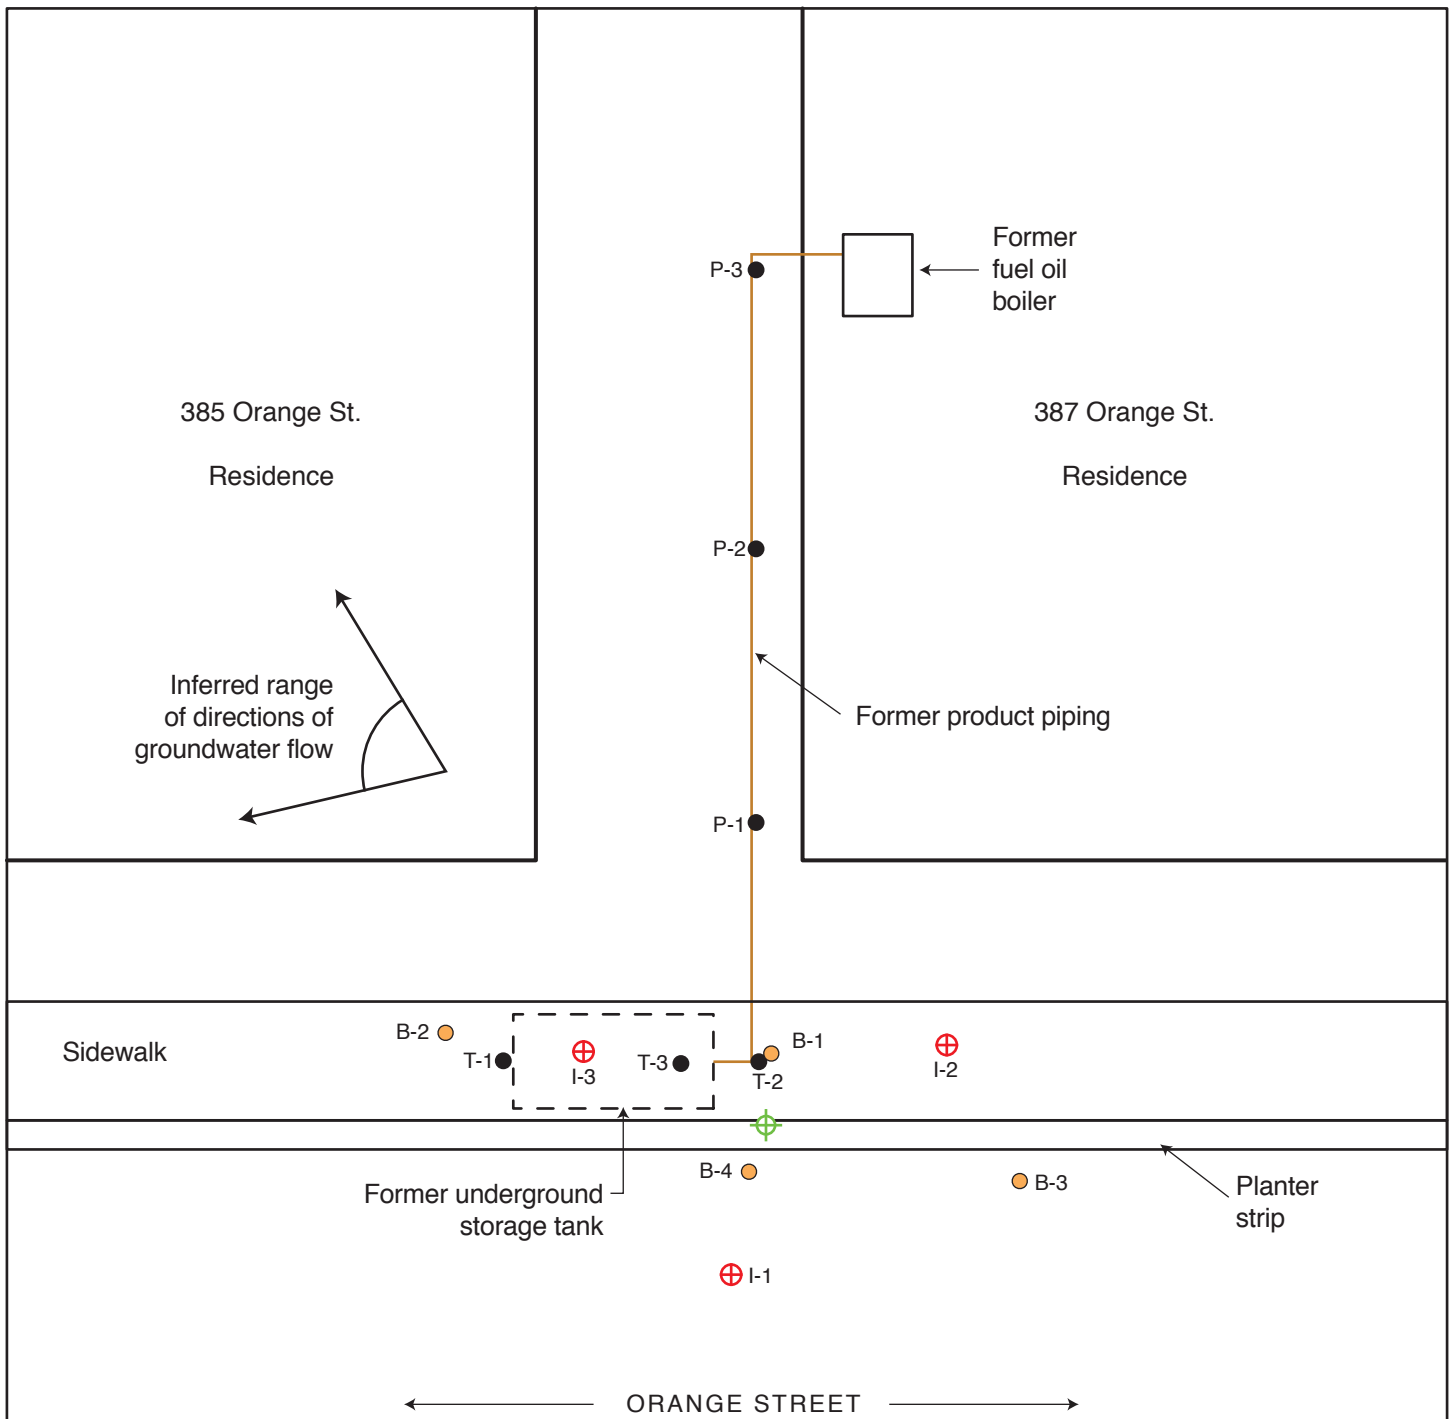 Former
fuel oil
boiler
P-3
385 Orange St.
Residence
387 Orange St.
Residence
P-2
Inferred range
of directions of
groundwater flow
Former product piping
P-1
Sidewalk
B-2
T-1
I-3
T-3
B-1
T-2
I-2
B-4
B-3
Former underground
storage tank
Planter
strip
I-1
ORANGE STREET